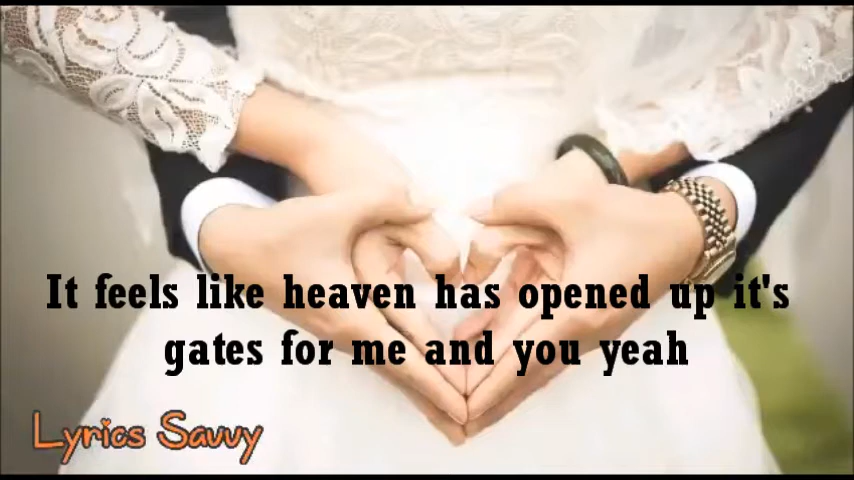 It feels like heaven has opened up it's
gates for me and you yeah
Lyrics Savvy